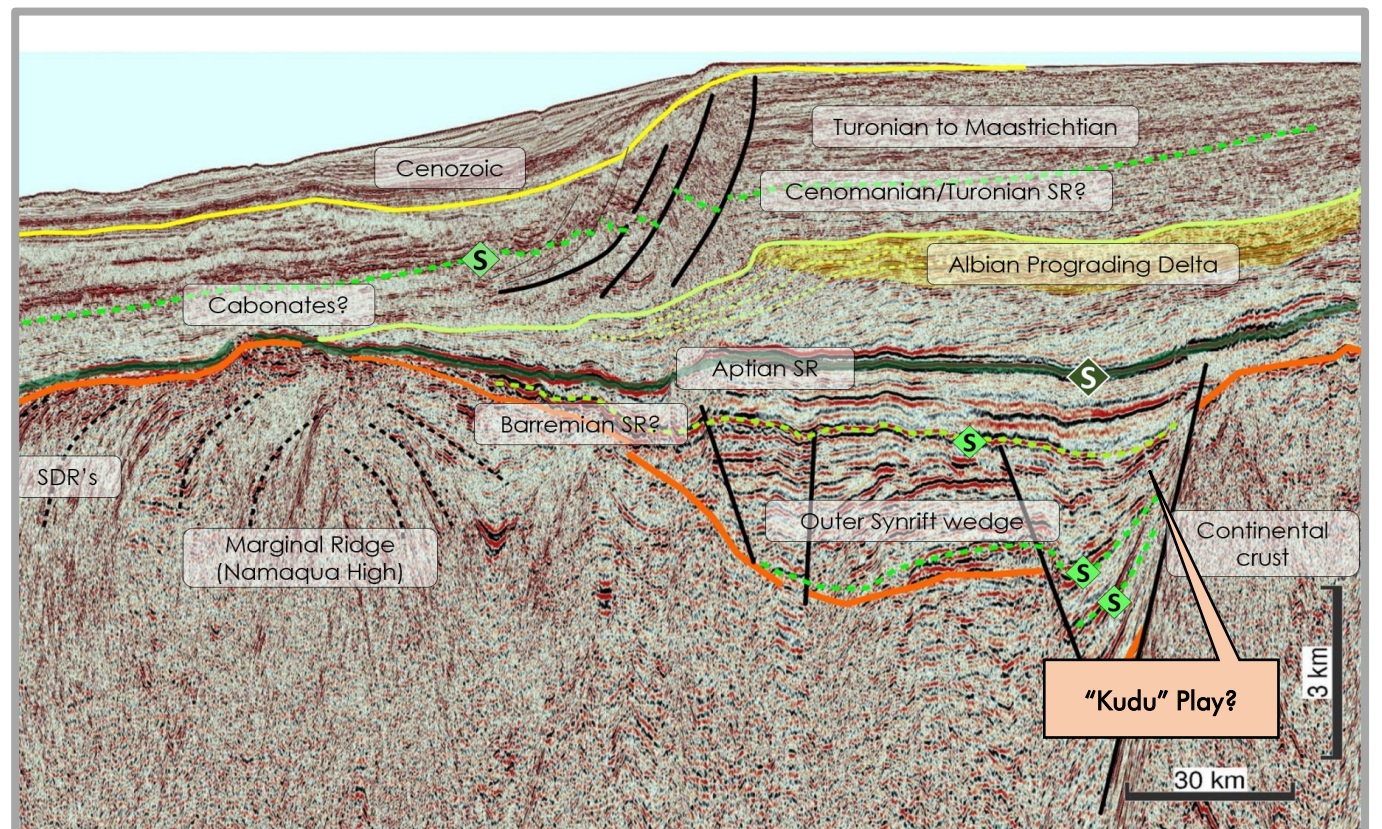 Turonian to Maastrichtian
Cenozoic
Cenomanian/Turonian SR?
S
Albian Prograding Delta
Cabonates?
Aptian SR
S
Barremian SR?
S
SDR's
Outer Synrift wedge
Continental
crust
Marginal Ridge
(Namaqua High)
S
S
"Kudu" Play?
3 km
30 km